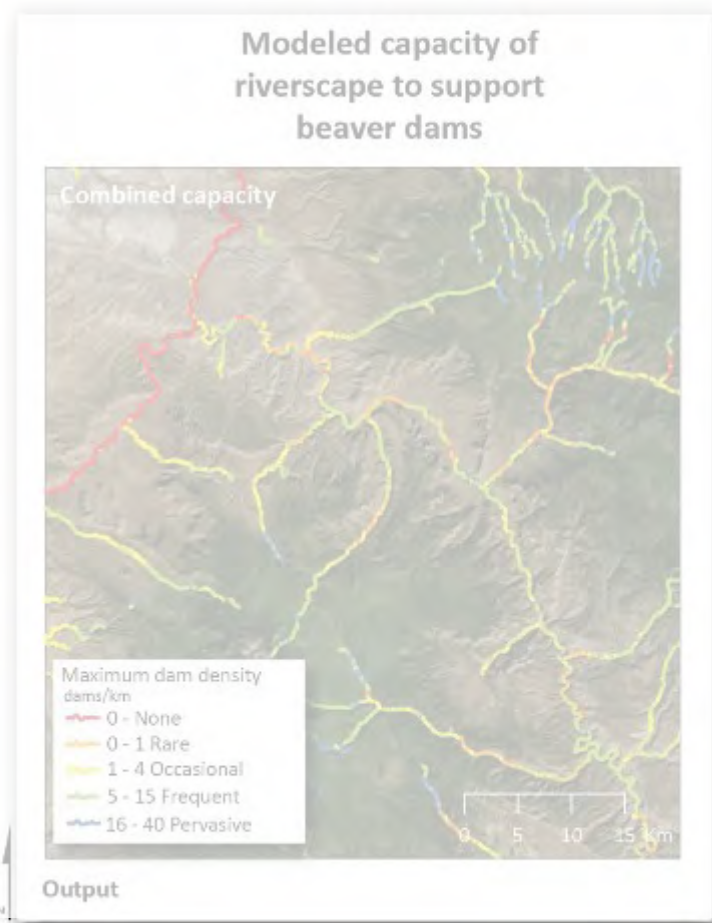 Modeled capacity of
riverscape to support
beaver dams
Combined capacity
Maximum dam density
dams/km
0 - None
0 - 1 Rare
1 - 4 Occasional
5 - 15 Frequent
16 - 40 Pervasive
0 5 10 15 Km
Output